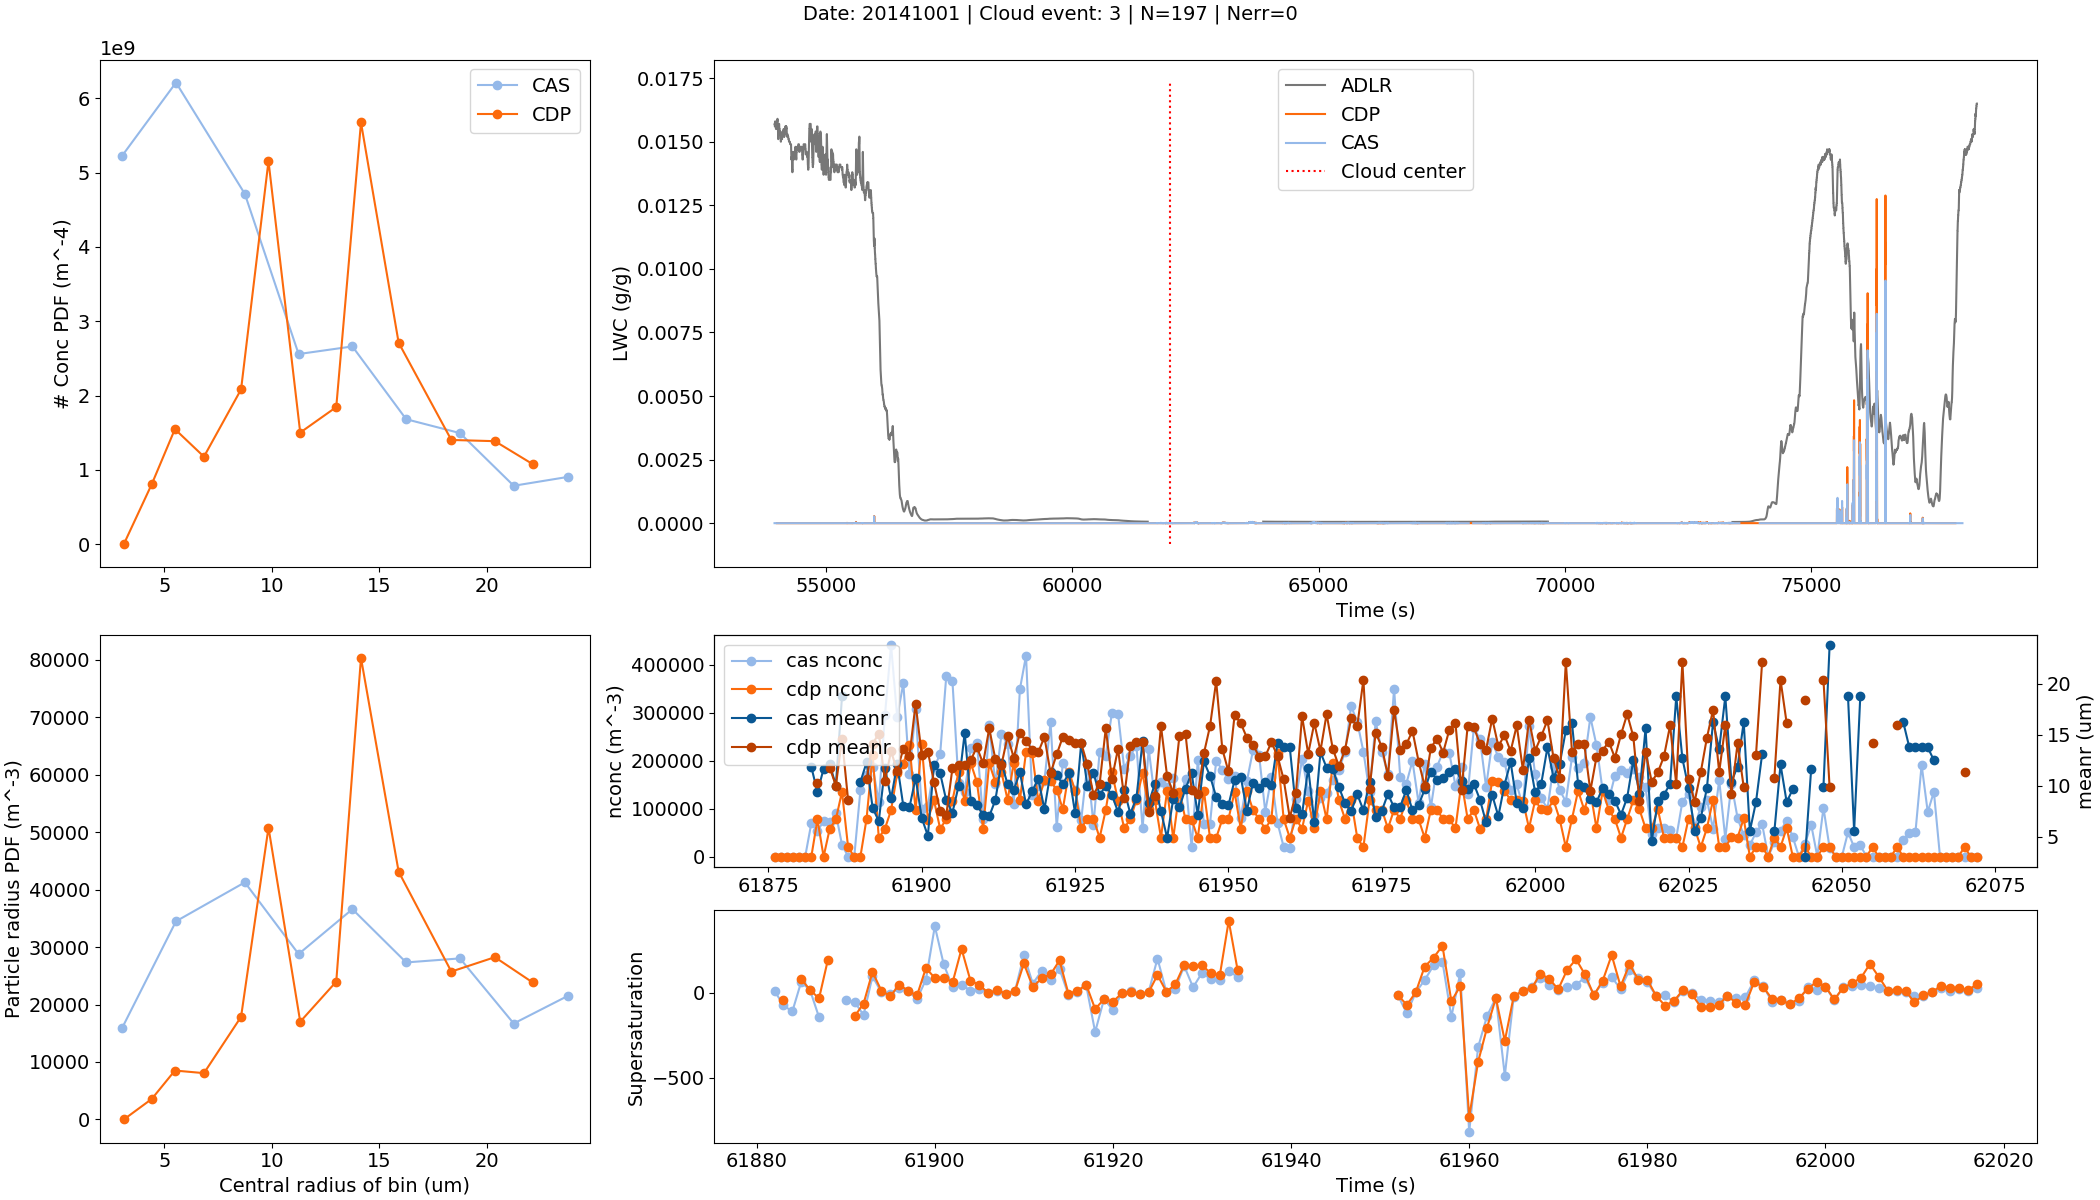 Date: 20141001 | Cloud event: 3 | N=197 | Nerr=0
1e9
CAS
CDP
6
5
4
3
2
1
0
# Conc PDF (m^-4)
5 10 15 20
ADLR
CDP
CAS
Cloud center
0.0175
0.0150
0.0125
0.0100
0.0075
0.0050
0.0025
0.0000
LWC (g/g)
55000 60000 65000 70000 75000
Time (s)
80000
70000
60000
50000
40000
30000
20000
10000
0
Particle radius PDF (m^-3)
5 10 15 20
Central radius of bin (um)
cas nconc
cdp nconc
cas meanr
cdp meanr
400000
300000
200000
100000
0
nconc (m^-3)
20
15
10
5
meanr (um)
61875 61900 61925 61950 61975 62000 62025 62050 62075
0
−500
Supersaturation
61880 61900 61920 61940 61960 61980 62000 62020
Time (s)